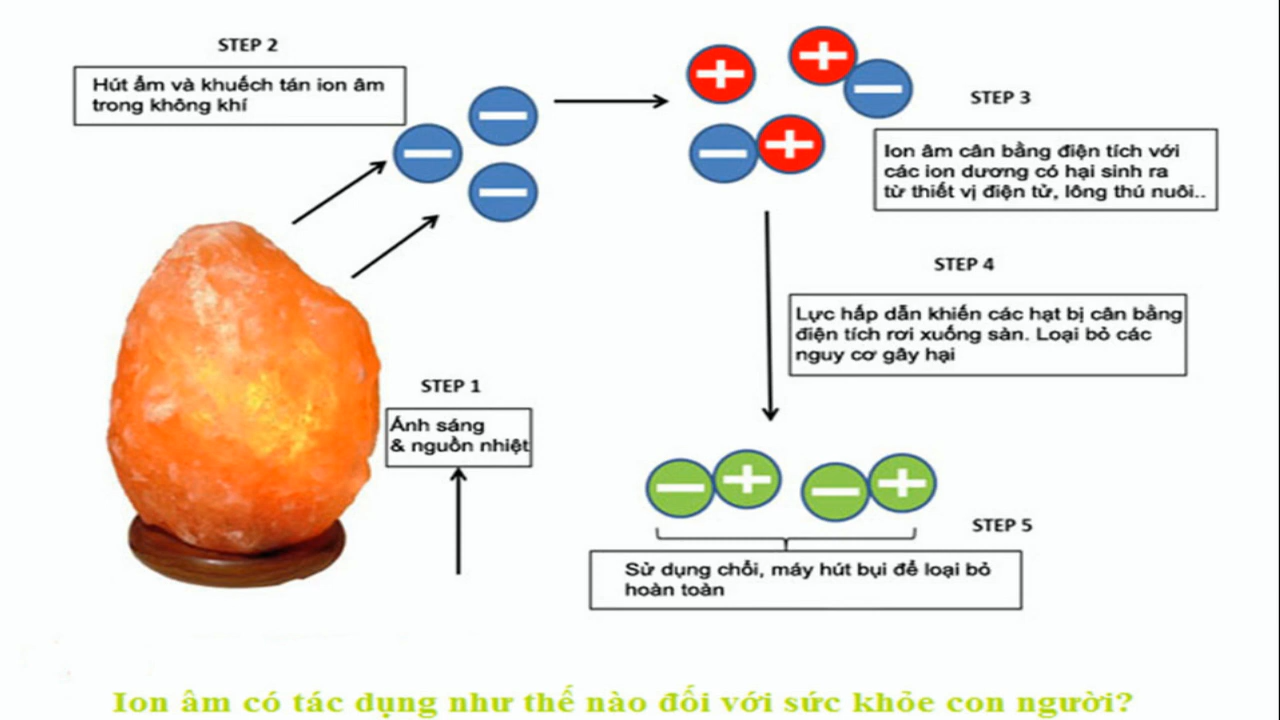 STEP 2
Hút ẩm và khuếch tán ion âm
trong không khí
STEP 3
Ion âm cân bằng điện tích với
các ion dương có hại sinh ra
từ thiết vị điện tử, lông thú nuôi..
STEP 4
Lực hấp dẫn khiến các hạt bị cân bằng
điện tích rơi xuống sàn. Loại bỏ các
nguy cơ gây hại
STEP 1
Ánh sáng
& nguồn nhiệt
STEP 5
Sử dụng chổi, máy hút bụi để loại bỏ
hoàn toàn
Ion âm có tác dụng như thế nào đối với sức khỏe con người?